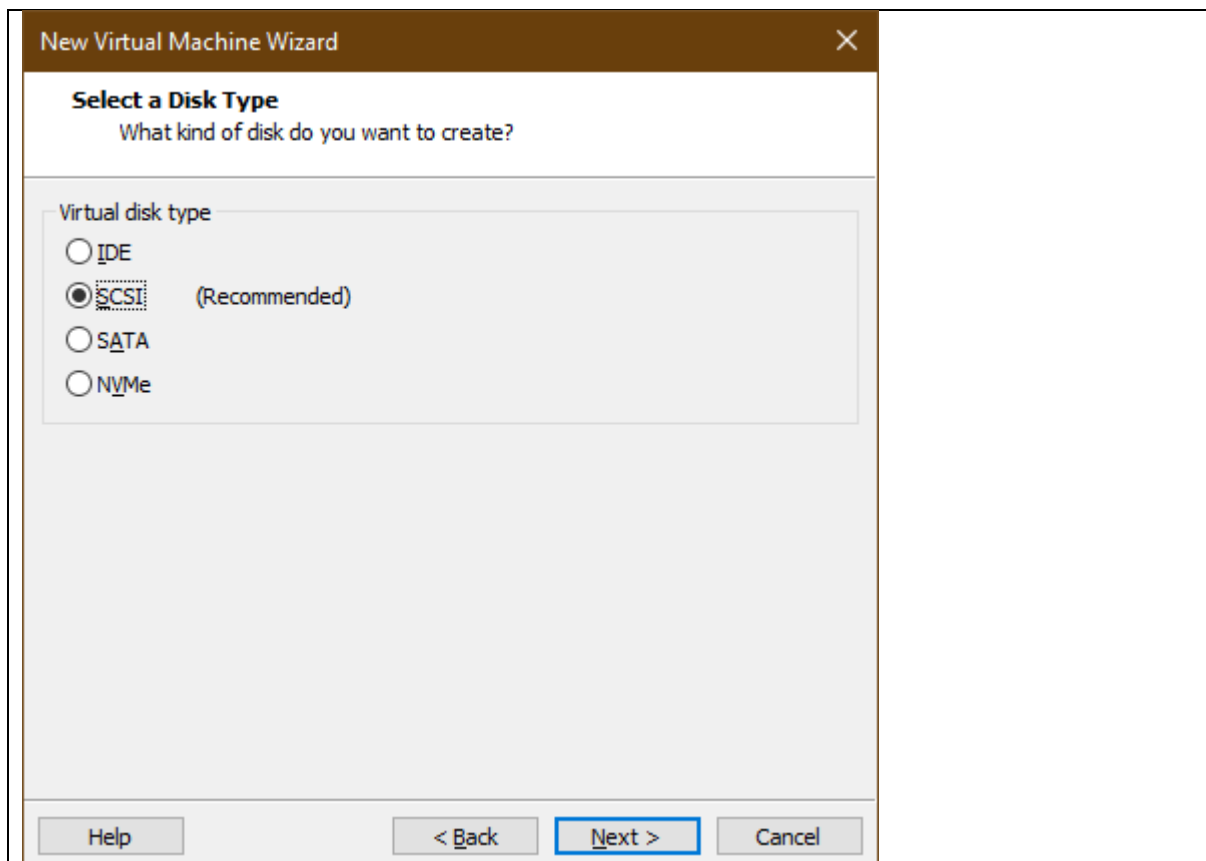 New Virtual Machine Wizard
Select a Disk Type
What kind of disk do you want to create?
Virtual disk type
IDE
SCSI (Recommended)
SATA
NVMe
Help < Back Next > Cancel